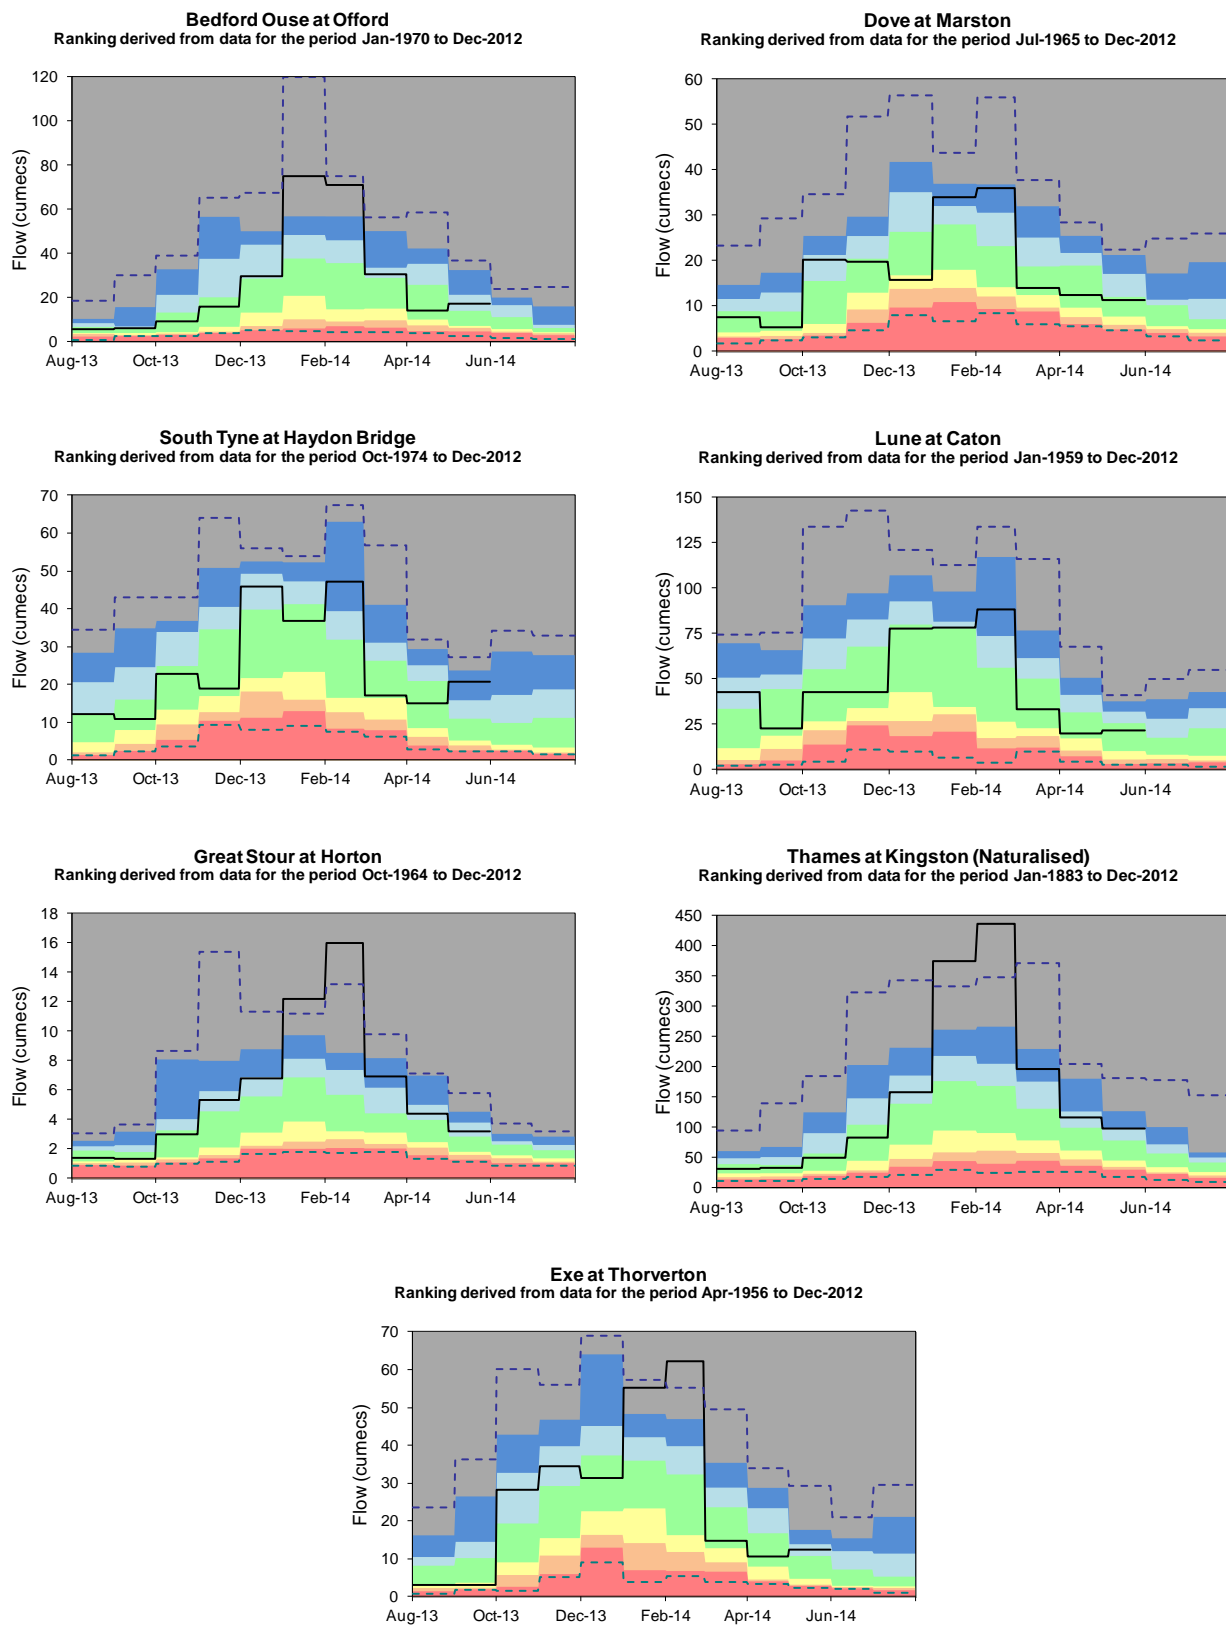 Bedford Ouse at Offord
Ranking derived from data for the period Jan-1970 to Dec-2012
Flow (cumecs)
120
100
80
60
40
20
0
Aug-13 Oct-13 Dec-13 Feb-14 Apr-14 Jun-14
Dove at Marston
Ranking derived from data for the period Jul-1965 to Dec-2012
Flow (cumecs)
60
50
40
30
20
10
0
Aug-13 Oct-13 Dec-13 Feb-14 Apr-14 Jun-14
South Tyne at Haydon Bridge
Ranking derived from data for the period Oct-1974 to Dec-2012
Flow (cumecs)
70
60
50
40
30
20
10
0
Aug-13 Oct-13 Dec-13 Feb-14 Apr-14 Jun-14
Lune at Caton
Ranking derived from data for the period Jan-1959 to Dec-2012
Flow (cumecs)
150
125
100
75
50
25
0
Aug-13 Oct-13 Dec-13 Feb-14 Apr-14 Jun-14
Great Stour at Horton
Ranking derived from data for the period Oct-1964 to Dec-2012
Flow (cumecs)
18
16
14
12
10
8
6
4
2
0
Aug-13 Oct-13 Dec-13 Feb-14 Apr-14 Jun-14
Thames at Kingston (Naturalised)
Ranking derived from data for the period Jan-1883 to Dec-2012
Flow (cumecs)
450
400
350
300
250
200
150
100
50
0
Aug-13 Oct-13 Dec-13 Feb-14 Apr-14 Jun-14
Exe at Thorverton
Ranking derived from data for the period Apr-1956 to Dec-2012
Flow (cumecs)
70
60
50
40
30
20
10
0
Aug-13 Oct-13 Dec-13 Feb-14 Apr-14 Jun-14